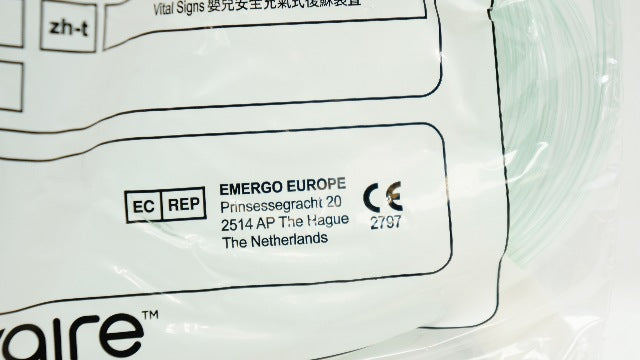 zh-t
Vital Signs 嬰兒安全充氣式復蘇裝置
EC REP
EMERGO EUROPE
Prinsessegracht 20
2514 AP The Hague
The Netherlands
CE
2797
aire™